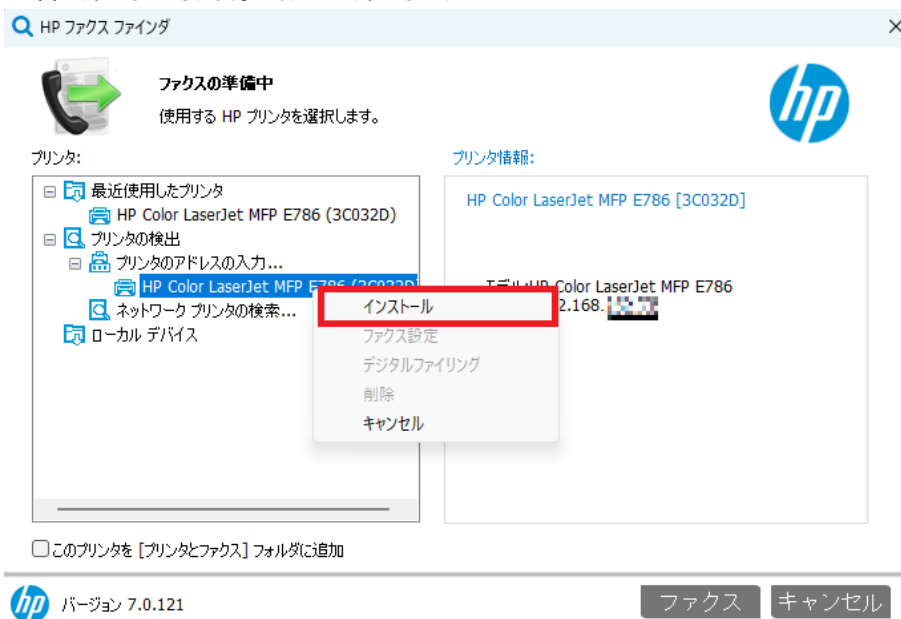 HP ファクス ファインダ
ファクスの準備中
使用する HP プリンタを選択します。
hp
プリンタ:
プリンタ情報:
最近使用したプリンタ
HP Color LaserJet MFP E786 (3C032D)
プリンタの検出
プリンタのアドレスの入力...
HP Color LaserJet MFP E786 (3C032D
ネットワーク プリンタの検索...
ローカル デバイス
インストール
ファクス設定
デジタルファイリング
削除
キャンセル
HP Color LaserJet MFP E786 [3C032D]
モデル:HP Color LaserJet MFP E786
2.168.
このプリンタを [プリンタとファクス] フォルダに追加
hp
バージョン 7.0.121
ファクス
キャンセル